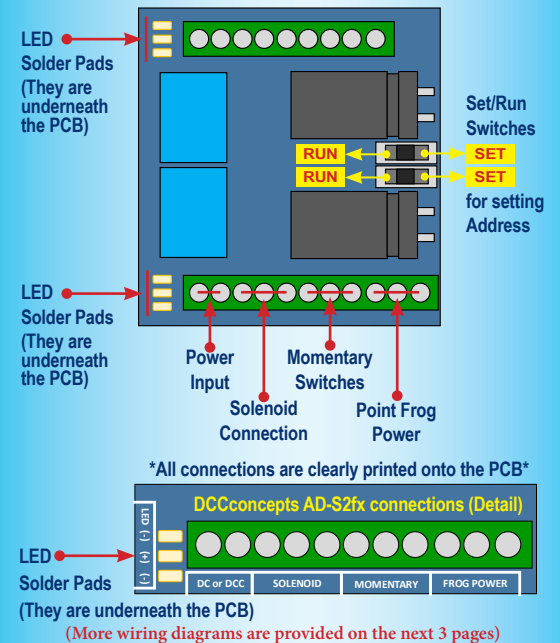 LED
Solder Pads
(They are
underneath
the PCB)
Set/Run
Switches
RUN SET
RUN SET
for setting
Address
LED
Solder Pads
(They are
underneath
the PCB)
Power
Input
Momentary
Switches
Solenoid
Connection
Point Frog
Power
*All connections are clearly printed onto the PCB*
DCCconcepts AD-S2fx connections (Detail)
LED (-) (+) (-)
LED
Solder Pads
(They are underneath the PCB)
DC or DCC SOLENOID MOMENTARY FROG POWER
(More wiring diagrams are provided on the next 3 pages)